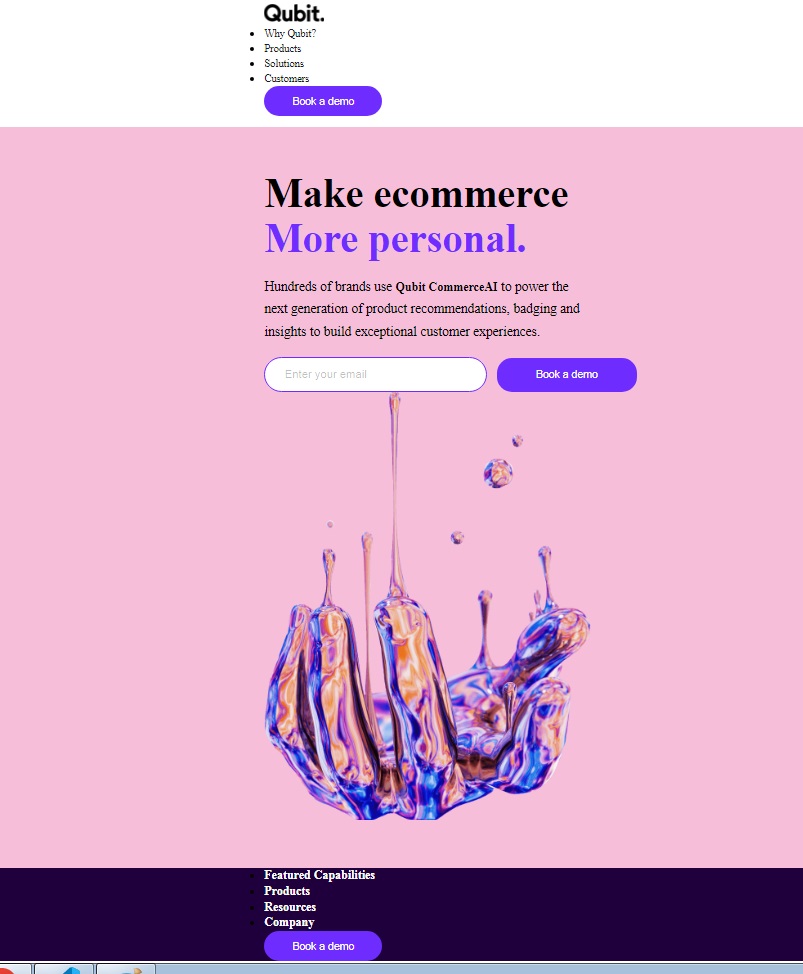 Qubit.
Why Qubit?
Products
Solutions
Customers
Book a demo
Make ecommerce
More personal.
Hundreds of brands use Qubit CommerceAI to power the
next generation of product recommendations, badging and
insights to build exceptional customer experiences.
Enter your email
Book a demo
Featured Capabilities
Products
Resources
Company
Book a demo